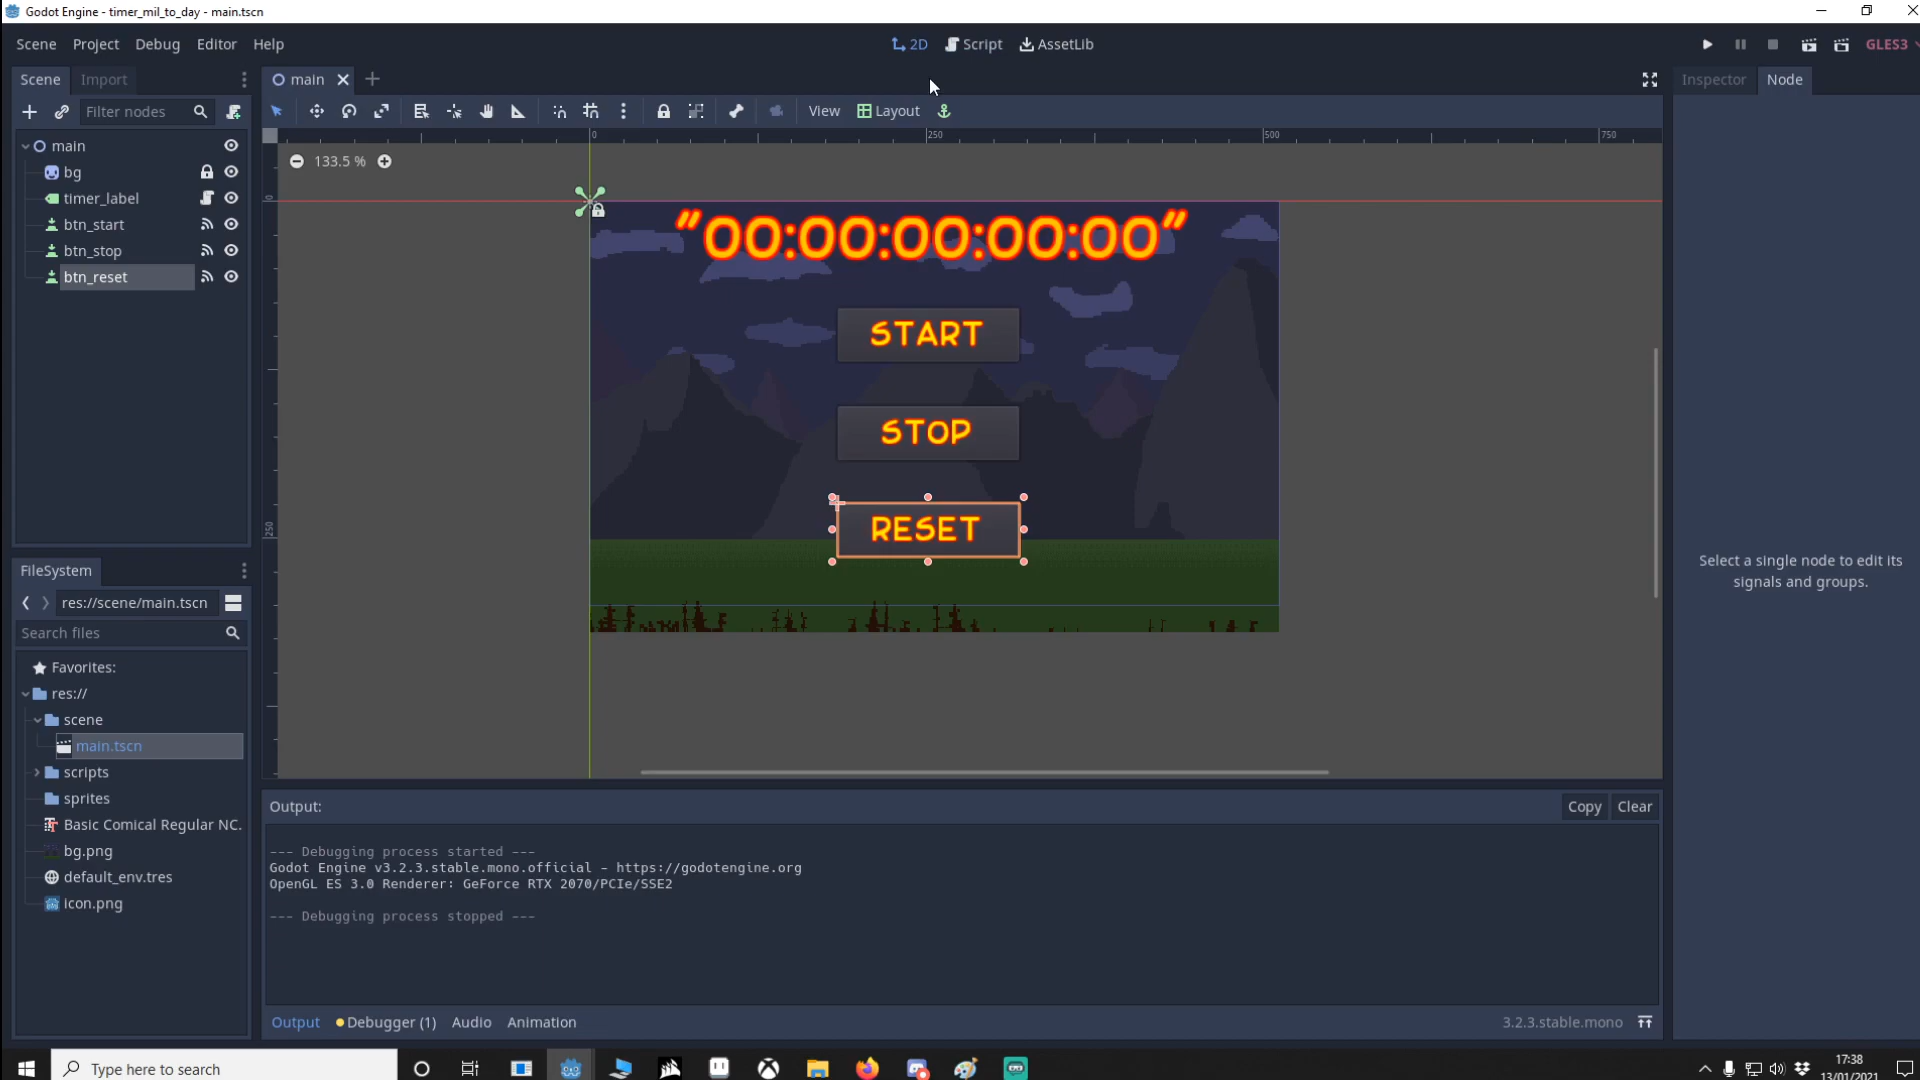 Godot Engine - timer_mil_to_day - main.tscn
Scene Project Debug Editor Help
2D Script AssetLib
GLES3
Scene Import
main
Inspector Node
Filter nodes
View Layout
0 250 500 750
133.5 %
main
bg
timer_label
btn_start
btn_stop
btn_reset
0
250
"00:00:00:00:00"
START
STOP
RESET
Select a single node to edit its
signals and groups.
FileSystem
res://scene/main.tscn
Search files
Favorites:
res://
scene
main.tscn
scripts
sprites
Basic Comical Regular NC.
bg.png
default_env.tres
icon.png
Output:
Copy Clear
--- Debugging process started ---
Godot Engine v3.2.3.stable.mono.official - https://godotengine.org
OpenGL ES 3.0 Renderer: GeForce RTX 2070/PCIe/SSE2
--- Debugging process stopped ---
Output Debugger (1) Audio Animation
3.2.3.stable.mono
Type here to search
17:38
13/01/2021